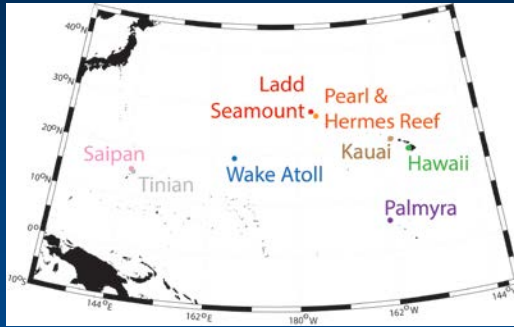 40°N
30°N
20°N
10°N
0°
10°S
144°E
162°E
180°W
162°W
144°W
Ladd
Seamount
Pearl &
Hermes Reef
Kauai
Hawaii
Saipan
Tinian
Wake Atoll
Palmyra